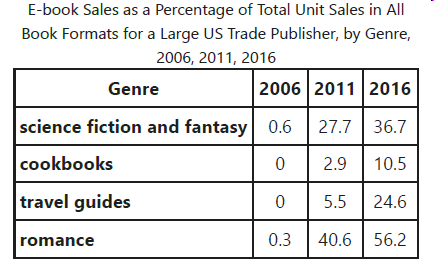 E-book Sales as a Percentage of Total Unit Sales in All
Book Formats for a Large US Trade Publisher, by Genre,
2006, 2011, 2016
Genre 2006 2011 2016
science fiction and fantasy 0.6 27.7 36.7
cookbooks 0 2.9 10.5
travel guides 0 5.5 24.6
romance 0.3 40.6 56.2